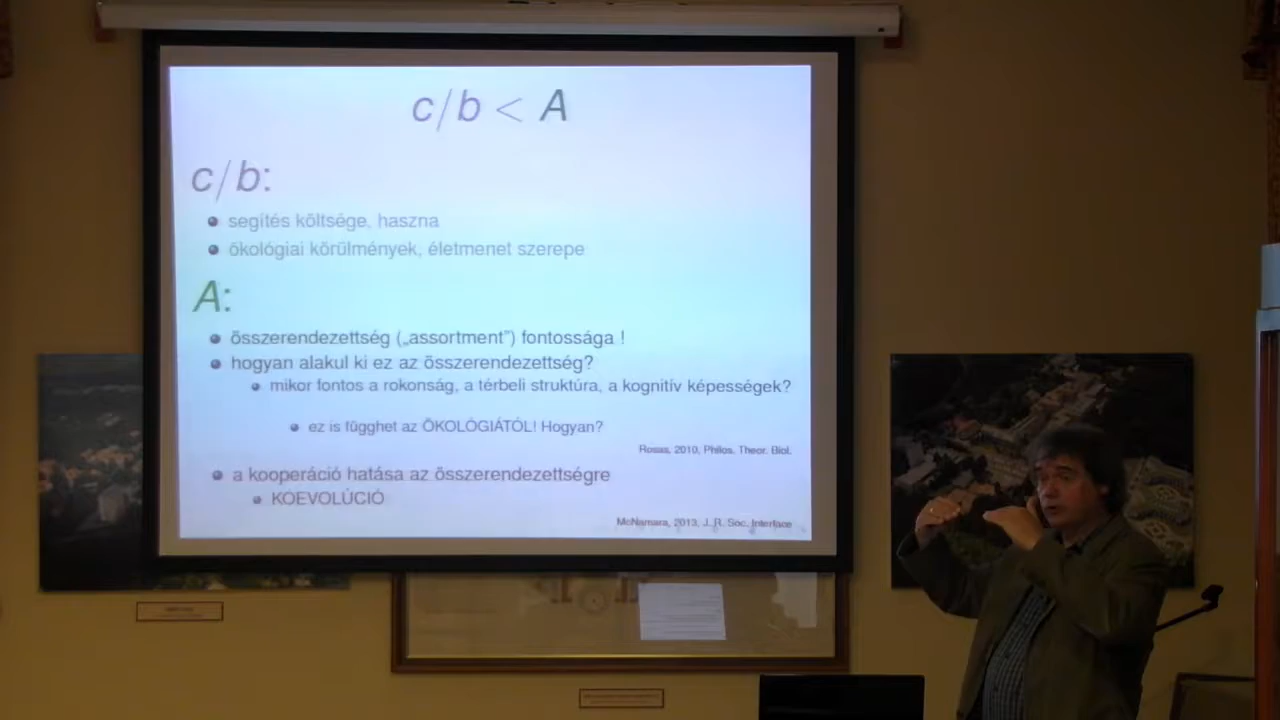 c/b < A
c/b:
segítés költsége, haszna
ökológiai körülmények, életmenet szerepe
A:
összerendezettség („assortment”) fontossága !
hogyan alakul ki ez az összerendezettség?
mikor fontos a rokonság, a térbeli struktúra, a kognitív képességek?
ez is függhet az ÖKOLÓGIÁTÓL! Hogyan?
Rosas, 2010, Philos. Theor. Biol.
a kooperáció hatása az összerendezettségre
KOEVOLÚCIÓ
McNamara, 2013, J. R. Soc. Interface